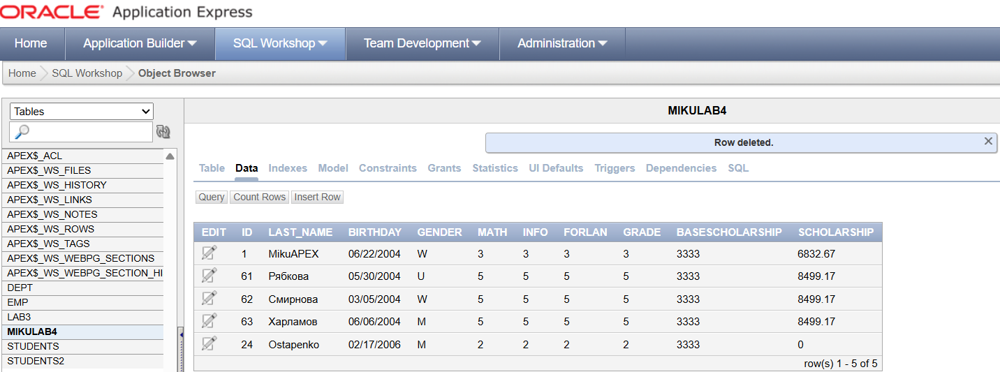 ORACLE Application Express
Home Application Builder SQL Workshop Team Development Administration
Home SQL Workshop Object Browser
Tables
MIKULAB4
Row deleted.
APEX$_ACL
APEX$_WS_FILES
APEX$_WS_HISTORY
APEX$_WS_LINKS
APEX$_WS_NOTES
APEX$_WS_ROWS
APEX$_WS_TAGS
APEX$_WS_WEBPG_SECTIONS
APEX$_WS_WEBPG_SECTION_HI
DEPT
EMP
LAB3
MIKULAB4
STUDENTS
STUDENTS2
Table Data Indexes Model Constraints Grants Statistics UI Defaults Triggers Dependencies SQL
Query Count Rows Insert Row
EDIT ID LAST_NAME BIRTHDAY GENDER MATH INFO FORLAN GRADE BASESCHOLARSHIP SCHOLARSHIP
1 MikuAPEX 06/22/2004 W 3 3 3 3 3333 6832.67
61 Рябкова 05/30/2004 U 5 5 5 5 3333 8499.17
62 Смирнова 03/05/2004 W 5 5 5 5 3333 8499.17
63 Харламов 06/06/2004 M 5 5 5 5 3333 8499.17
24 Ostapenko 02/17/2006 M 2 2 2 2 3333 0
row(s) 1 - 5 of 5